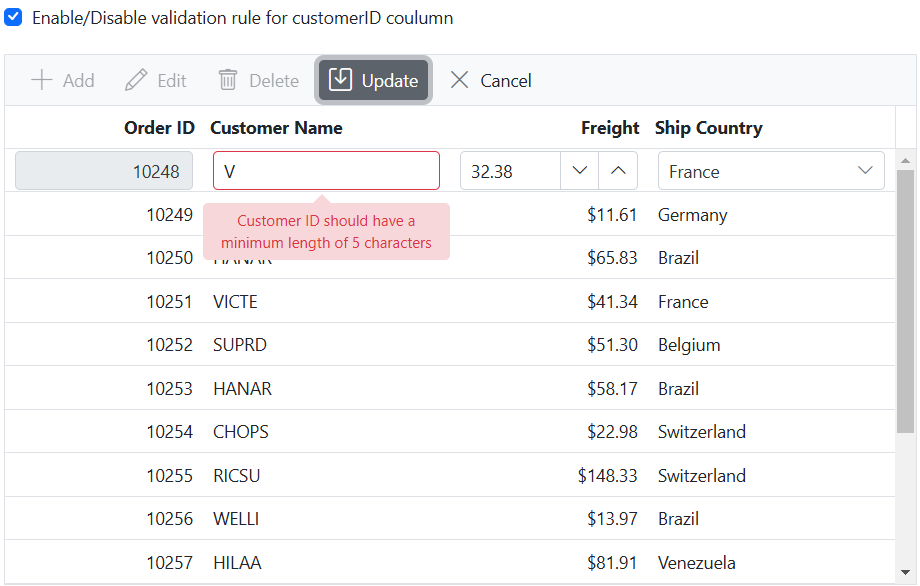 Enable/Disable validation rule for customerID coulumn
Add Edit Delete Update Cancel
Order ID Customer Name Freight Ship Country
10248 V 32.38 France
Customer ID should have a
minimum length of 5 characters
10249 $11.61 Germany
10250 HANAR $65.83 Brazil
10251 VICTE $41.34 France
10252 SUPRD $51.30 Belgium
10253 HANAR $58.17 Brazil
10254 CHOPS $22.98 Switzerland
10255 RICSU $148.33 Switzerland
10256 WELLI $13.97 Brazil
10257 HILAA $81.91 Venezuela